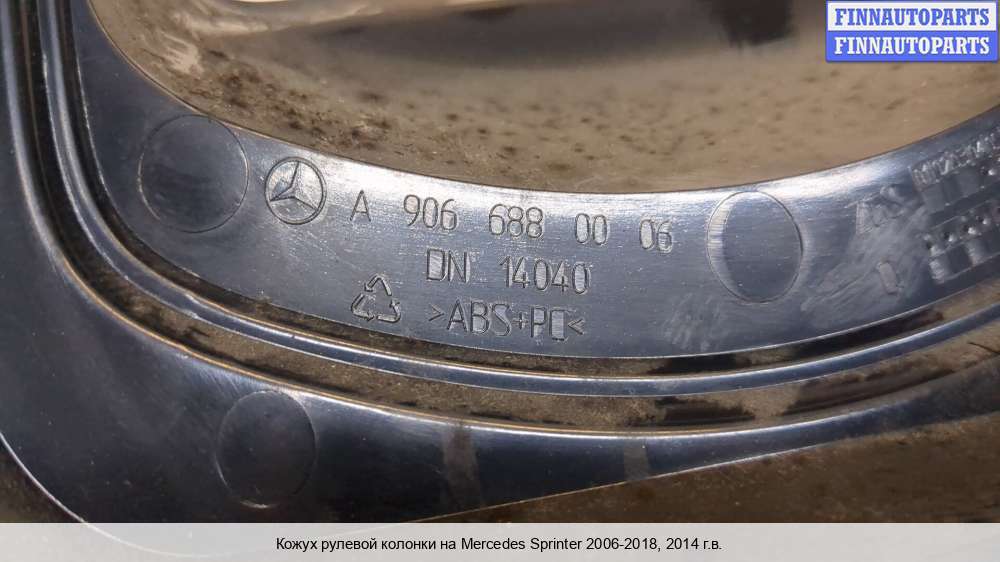 FINNAUTOPARTS
FINNAUTOPARTS
A 906 688 00 06
DN 14040
>ABS+PC<
Кожух рулевой колонки на Mercedes Sprinter 2006-2018, 2014 г.в.